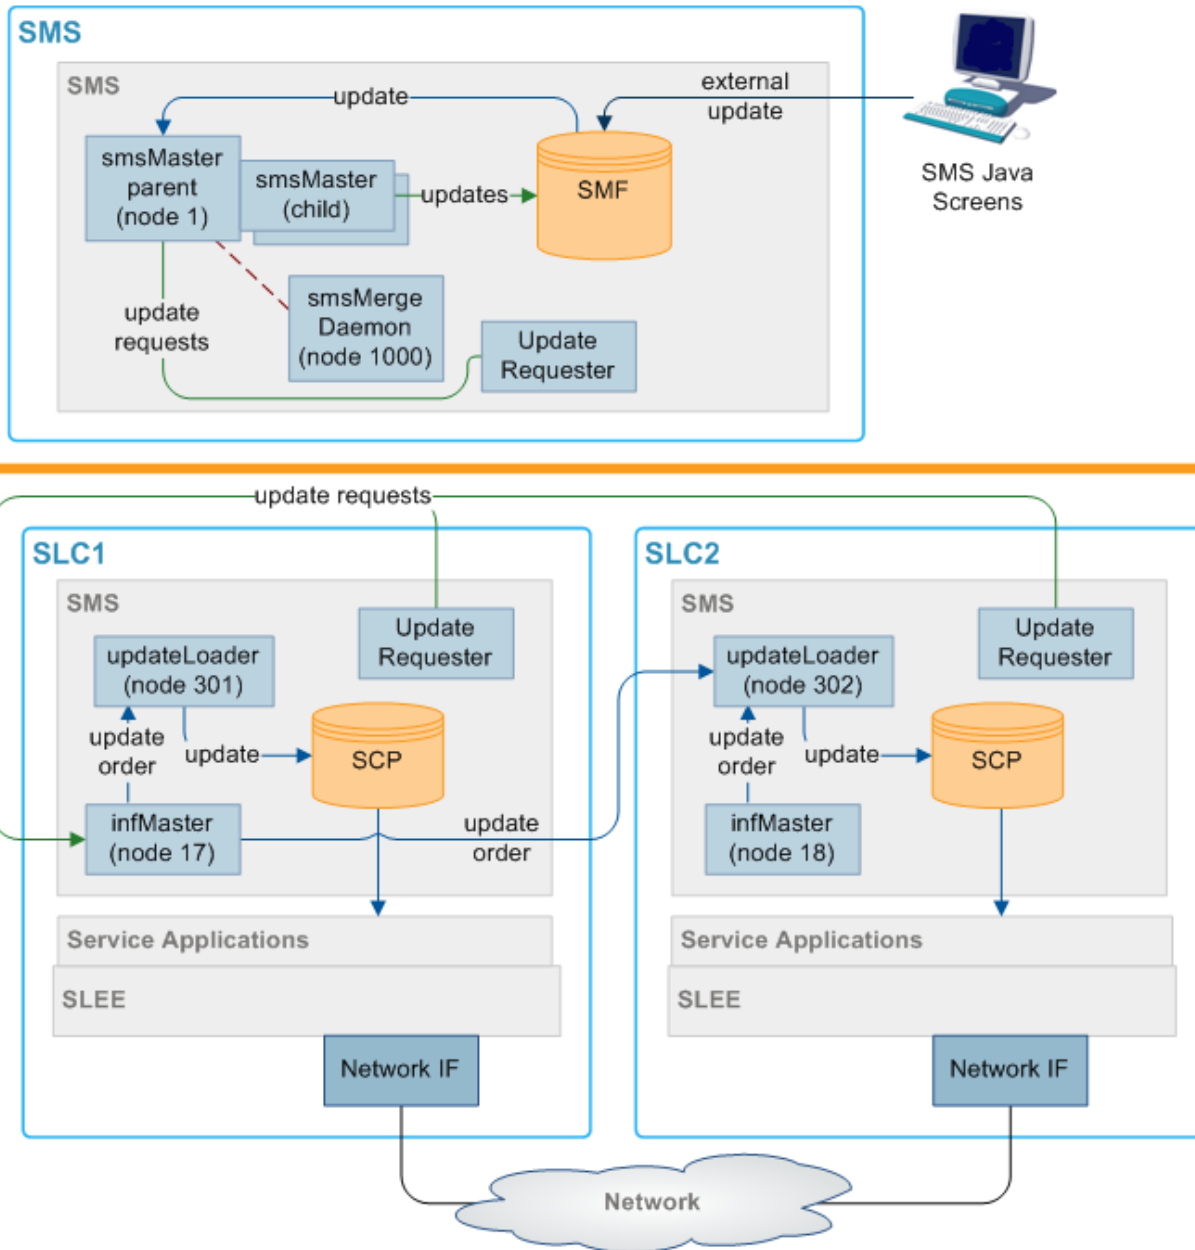 SMS
SMS
update
external
update
smsMaster
parent
(node 1)
smsMaster
(child)
updates
SMF
SMS Java
Screens
update
requests
smsMerge
Daemon
(node 1000)
Update
Requester
update requests
SLC1
SMS
Update
Requester
updateLoader
(node 301)
update
order
update
SCP
infMaster
(node 17)
update
order
Service Applications
SLEE
Network IF
SLC2
SMS
Update
Requester
updateLoader
(node 302)
update
order
update
SCP
infMaster
(node 18)
Service Applications
SLEE
Network IF
Network